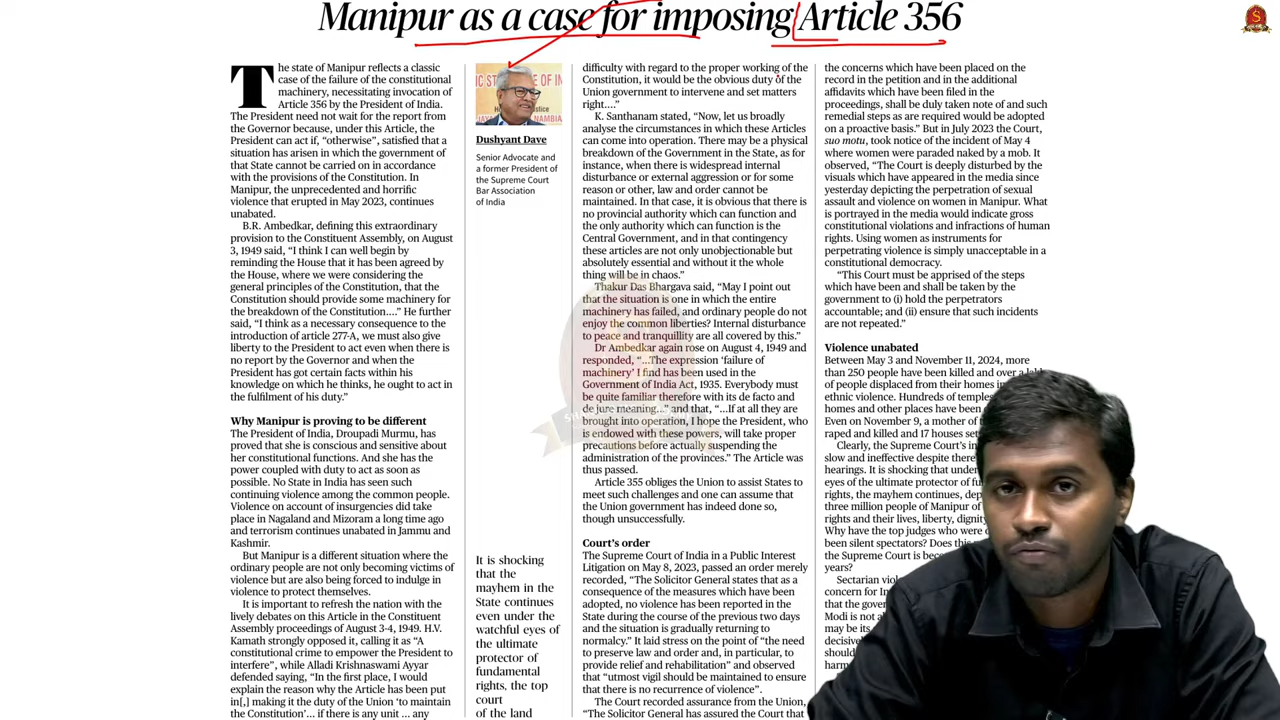 Manipur as a case for imposing Article 356
The state of Manipur reflects a classic
case of the failure of the constitutional
machinery, necessitating invocation of
Article 356 by the President of India.
The President need not wait for the report from
the Governor because, under this Article, the
President can act if, “otherwise”, satisfied that a
situation has arisen in which the government of
that State cannot be carried on in accordance
with the provisions of the Constitution. In
Manipur, the unprecedented and horrific
violence that erupted in May 2023, continues
unabated.
B.R. Ambedkar, defining this extraordinary
provision to the Constituent Assembly, on August
3, 1949 said, “I think I can well begin by
reminding the House that it has been agreed by
the House, where we were considering the
general principles of the Constitution, that the
Constitution should provide some machinery for
the breakdown of the Constitution....” He further
said, “I think as a necessary consequence to the
introduction of article 277-A, we must also give
liberty to the President to act even when there is
no report by the Governor and when the
President has got certain facts within his
knowledge on which he thinks, he ought to act in
the fulfilment of his duty.”
Why Manipur is proving to be different
The President of India, Droupadi Murmu, has
proved that she is conscious and sensitive about
her constitutional functions. And she has the
power coupled with duty to act as soon as
possible. No State in India has seen such
continuing violence among the common people.
Violence on account of insurgencies did take
place in Nagaland and Mizoram a long time ago
and terrorism continues unabated in Jammu and
Kashmir.
But Manipur is a different situation where the
ordinary people are not only becoming victims of
violence but are also being forced to indulge in
violence to protect themselves.
It is important to refresh the nation with the
lively debates on this Article in the Constituent
Assembly proceedings of August 3-4, 1949. H.V.
Kamath strongly opposed it, calling it as “A
constitutional crime to empower the President to
interfere”, while Alladi Krishnaswami Ayyar
defended saying, “In the first place, I would
explain the reason why the Article has been put
in[,] making it the duty of the Union ‘to maintain
the Constitution’... if there is any unit ... any
Dushyant Dave
Senior Advocate and
a former President of
the Supreme Court
Bar Association
of India
It is shocking
that the
mayhem in the
State continues
even under the
watchful eyes of
the ultimate
protector of
fundamental
rights, the top
court
of the land
difficulty with regard to the proper working of the
Constitution, it would be the obvious duty of the
Union government to intervene and set matters
right....”
K. Santhanam stated, “Now, let us broadly
analyse the circumstances in which these Articles
can come into operation. There may be a physical
breakdown of the Government in the State, as for
instance, when there is widespread internal
disturbance or external aggression or for some
reason or other, law and order cannot be
maintained. In that case, it is obvious that there is
no provincial authority which can function and
the only authority which can function is the
Central Government, and in that contingency
these articles are not only unobjectionable but
absolutely essential and without it the whole
thing will be in chaos.”
Thakur Das Bhargava said, “May I point out
that the situation is one in which the entire
machinery has failed, and ordinary people do not
enjoy the common liberties? Internal disturbance
to peace and tranquillity are all covered by this.”
Dr Ambedkar again rose on August 4, 1949 and
responded, “...The expression ‘failure of
machinery’ I find has been used in the
Government of India Act, 1935. Everybody must
be quite familiar therefore with its de facto and
de jure meaning...” and that, “...If at all they are
brought into operation, I hope the President, who
is endowed with these powers, will take proper
precautions before actually suspending the
administration of the provinces.” The Article was
thus passed.
Article 355 obliges the Union to assist States to
meet such challenges and one can assume that
the Union government has indeed done so,
though unsuccessfully.
Court’s order
The Supreme Court of India in a Public Interest
Litigation on May 8, 2023, passed an order merely
recorded, “The Solicitor General states that as a
consequence of the measures which have been
adopted, no violence has been reported in the
State during the course of the previous two days
and the situation is gradually returning to
normalcy.” It laid stress on the point of “the need
to preserve law and order and, in particular, to
provide relief and rehabilitation” and observed
that “utmost vigil should be maintained to ensure
that there is no recurrence of violence”.
The Court recorded assurance from the Union,
“The Solicitor General has assured the Court that
the concerns which have been placed on the
record in the petition and in the additional
affidavits which have been filed in the
proceedings, shall be duly taken note of and such
remedial steps as are required would be adopted
on a proactive basis.” But in July 2023 the Court,
suo motu, took notice of the incident of May 4
where women were paraded naked by a mob. It
observed, “The Court is deeply disturbed by the
visuals which have appeared in the media since
yesterday depicting the perpetration of sexual
assault and violence on women in Manipur. What
is portrayed in the media would indicate gross
constitutional violations and infractions of human
rights. Using women as instruments for
perpetrating violence is simply unacceptable in a
constitutional democracy.
“This Court must be apprised of the steps
which have been and shall be taken by the
government to (i) hold the perpetrators
accountable; and (ii) ensure that such incidents
are not repeated.”
Violence unabated
Between May 3 and November 11, 2024, more
than 250 people have been killed and over a
of people displaced from their homes
ethnic violence. Hundreds of temples
homes and other places have been
Even on November 9, a mother of
raped and killed and 17 houses set
Clearly, the Supreme Court’s
slow and ineffective despite
hearings. It is shocking that under
eyes of the ultimate protector of
rights, the mayhem continues,
three million people of Manipur of
rights and their lives, liberty,
Why have the top judges who were
been silent spectators? Does
the Supreme Court is
years?
Sectarian
concern for
that the
Modi is not
may be its
should